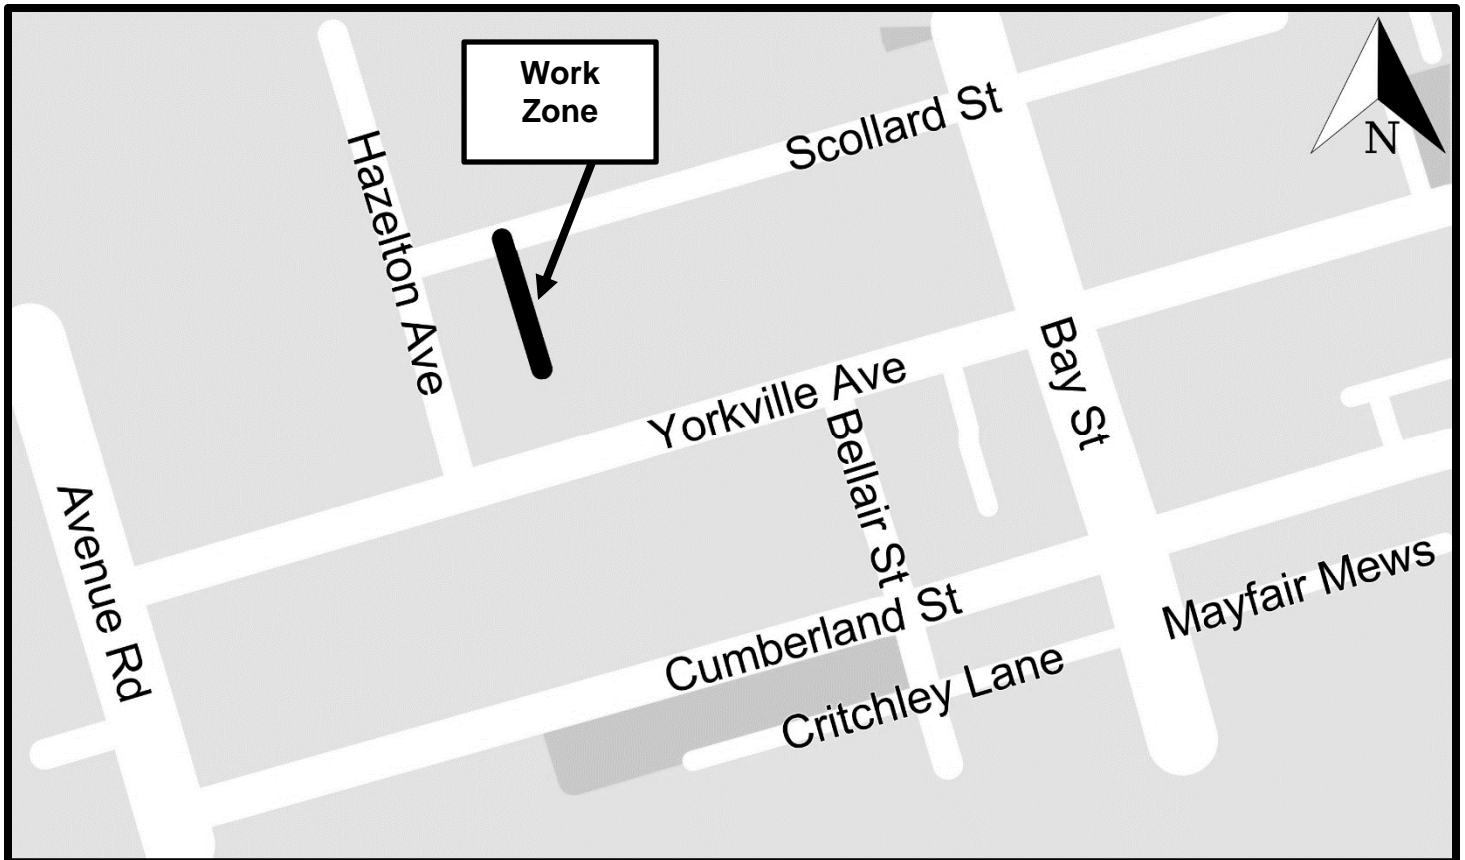 Work
Zone
N
Scollard St
Hazelton Ave
Yorkville Ave
Bay St
Bellair St
Avenue Rd
Cumberland St
Mayfair Mews
Critchley Lane